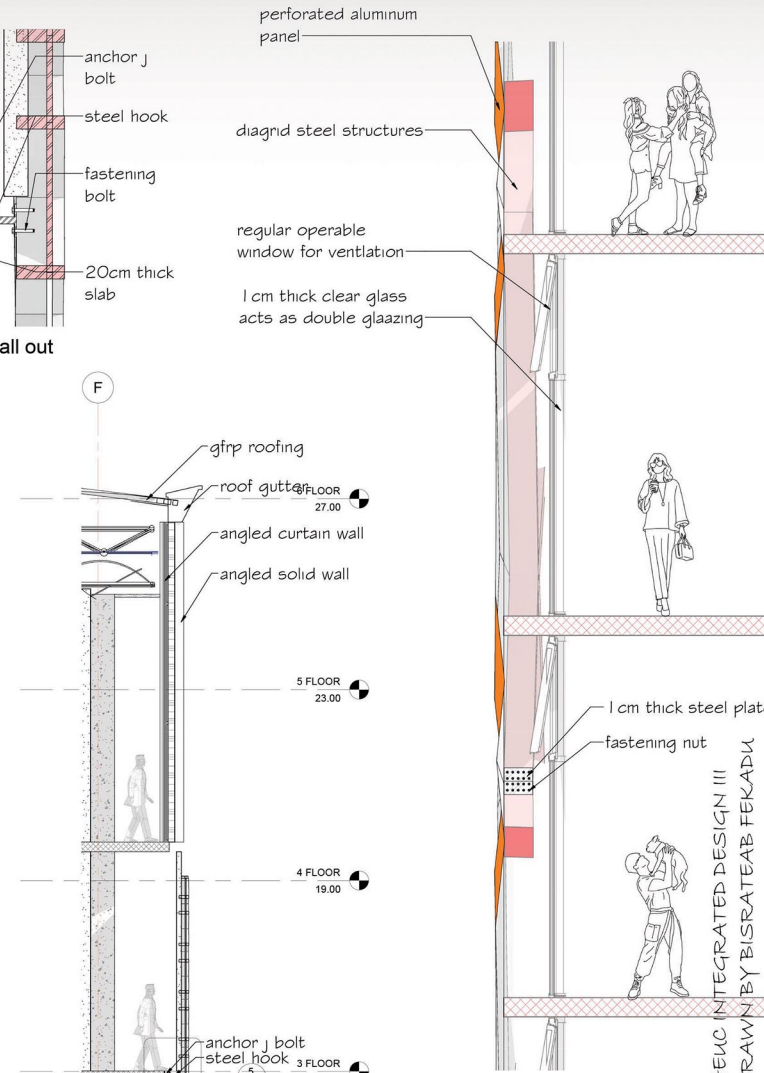 anchor j
bolt
steel hook
fastening
bolt
20cm thick
slab
all out
perforated aluminum
panel
diagrid steel structures
regular operable
window for ventlation
1 cm thick clear glass
acts as double glaazing
F
gfrp roofing
roof gutter
FLOOR
27.00
angled curtain wall
angled solid wall
5 FLOOR
23.00
4 FLOOR
19.00
anchor j bolt
steel hook
3 FLOOR
5
1 cm thick steel plat
fastening nut
EUC INTEGRATED DESIGN III
RAWN BY BISRATEAB FEKADU